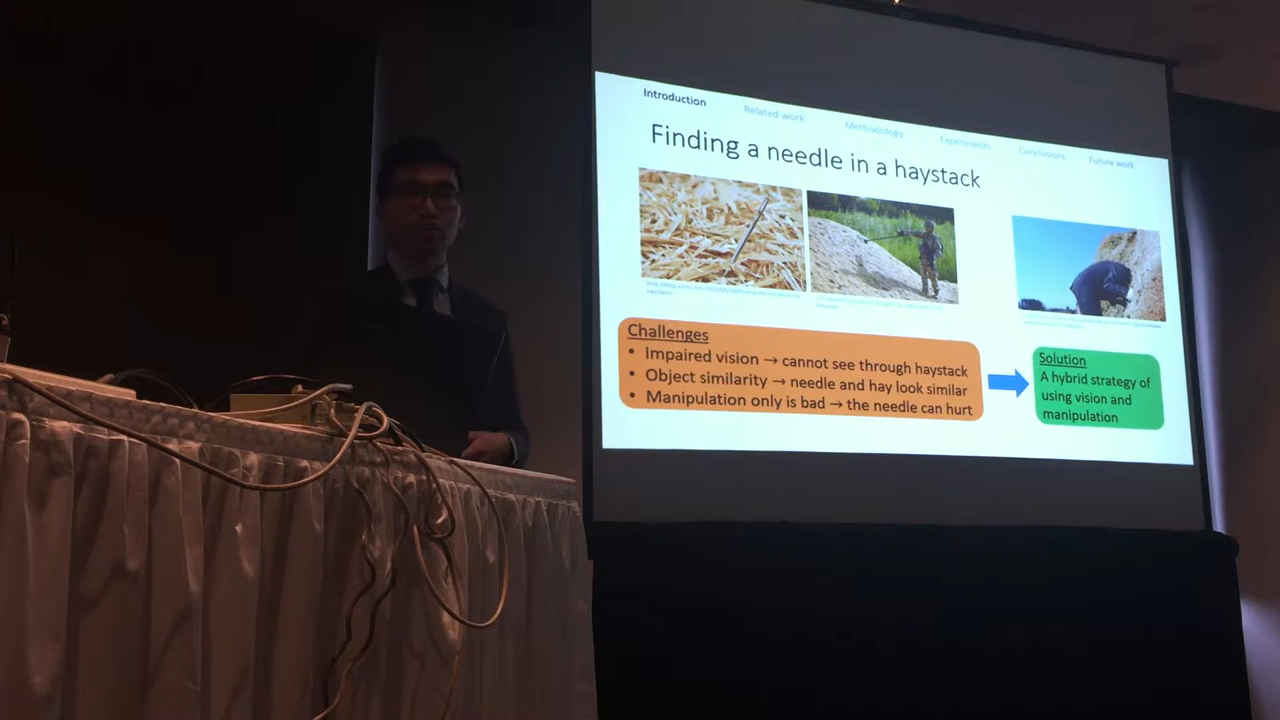 Introduction
Related work
Methodology
Experiments
Conclusions
Future work
Finding a needle in a haystack
Challenges
• Impaired vision → cannot see through haystack
• Object similarity → needle and hay look similar
• Manipulation only is bad → the needle can hurt
Solution
A hybrid strategy of
using vision and
manipulation